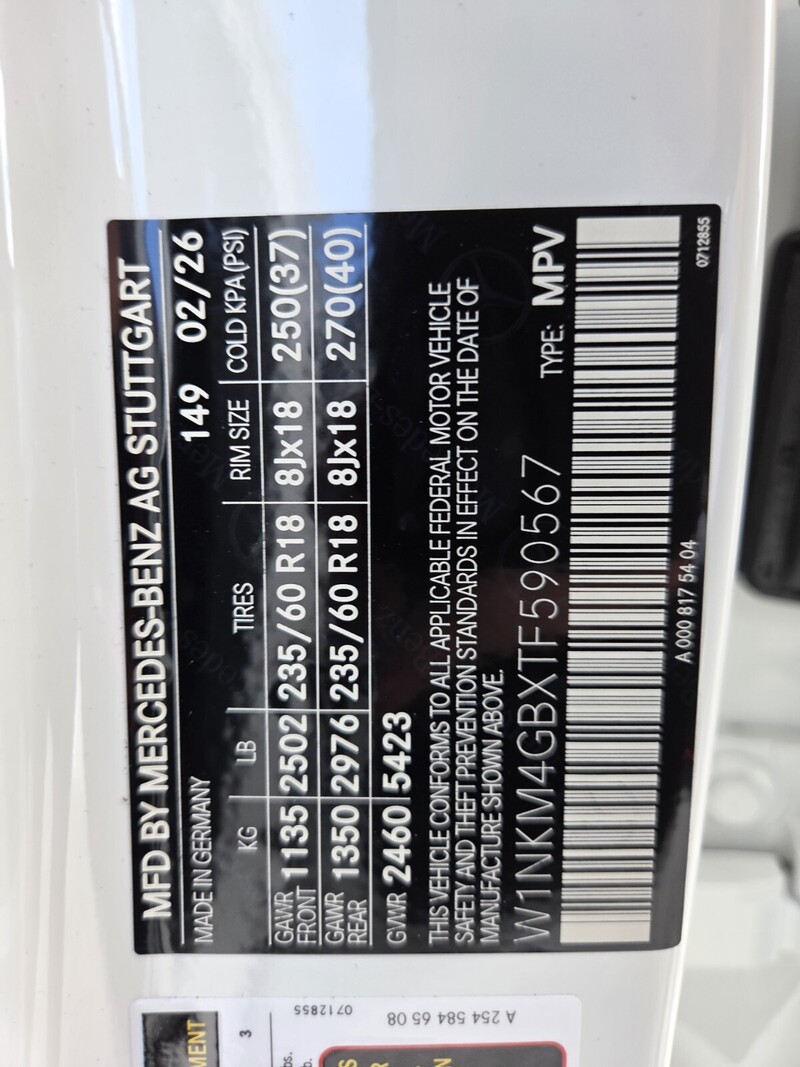 MFD BY MERCEDES-BENZ AG STUTTGART
MADE IN GERMANY 149 02/26
KG LB TIRES RIM SIZE COLD KPA(PSI)
GAWR FRONT 1135 2502 235/60 R18 8Jx18 250(37)
GAWR REAR 1350 2976 235/60 R18 8Jx18 270(40)
GVWR 2460 5423
THIS VEHICLE CONFORMS TO ALL APPLICABLE FEDERAL MOTOR VEHICLE
SAFETY AND THEFT PREVENTION STANDARDS IN EFFECT ON THE DATE OF
MANUFACTURE SHOWN ABOVE.
W1NKM4GBXTF590567 TYPE: MPV
A 000 817 54 04 0712855
A 254 584 65 08 0712855
3